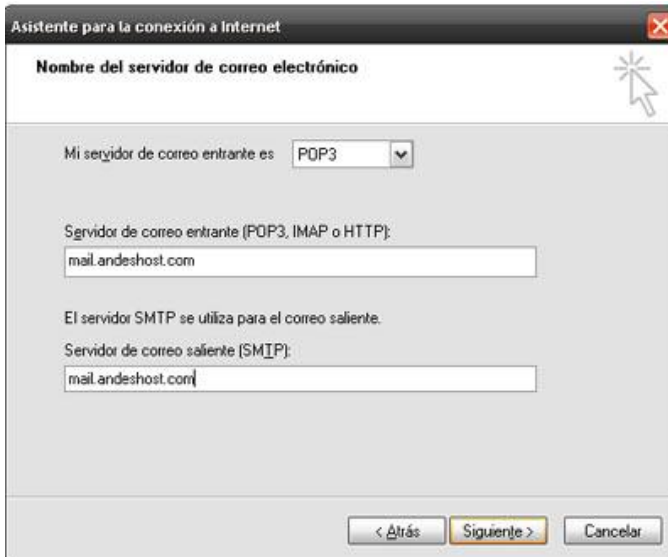 Asistente para la conexión a Internet
Nombre del servidor de correo electrónico
Mi servidor de correo entrante es POP3
Servidor de correo entrante (POP3, IMAP o HTTP):
mail.andeshost.com
El servidor SMTP se utiliza para el correo saliente.
Servidor de correo saliente (SMTP):
mail.andeshost.com
< Atrás Siguiente > Cancelar